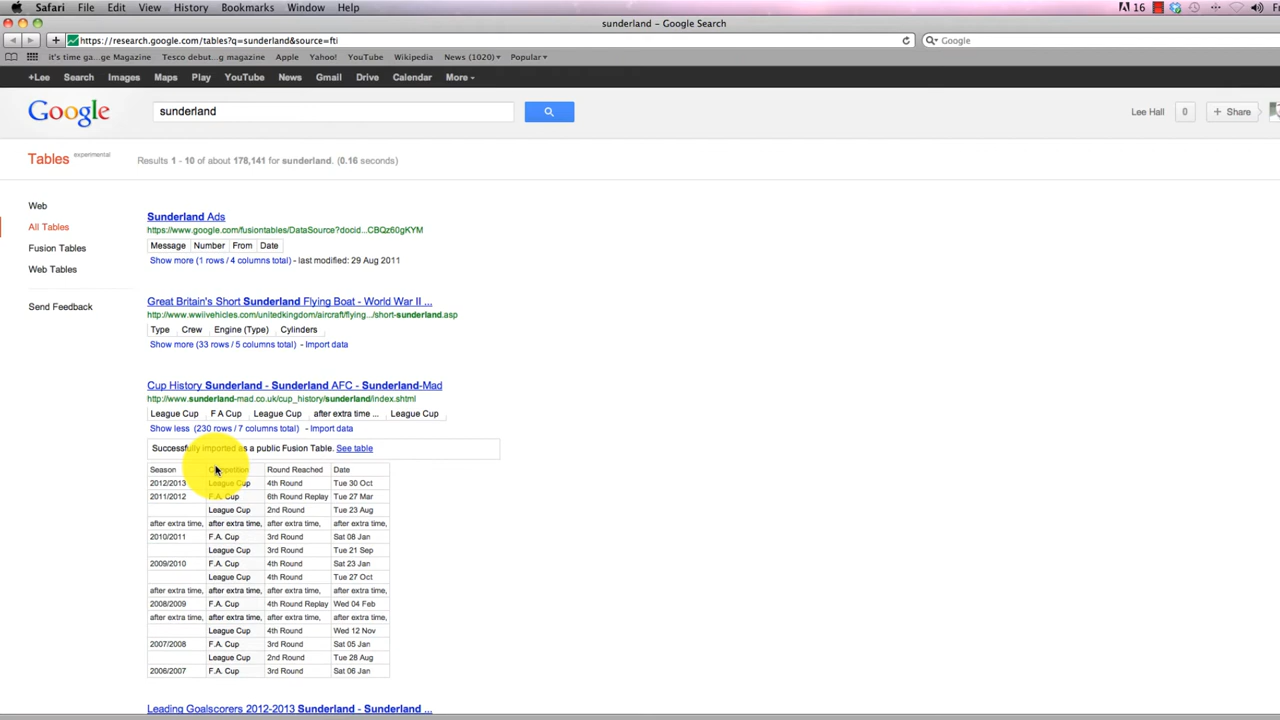 Safari File Edit View History Bookmarks Window Help 16
sunderland – Google Search
https://research.google.com/tables?q=sunderland&source=fti Google
it's time ga...ge Magazine Tesco debut...g magazine Apple Yahoo! YouTube Wikipedia News (1020) Popular
+Lee Search Images Maps Play YouTube News Gmail Drive Calendar More
Google sunderland Lee Hall 0 + Share
Tables experimental Results 1 - 10 of about 178,141 for sunderland. (0.16 seconds)
Web
All Tables
Fusion Tables
Web Tables
Send Feedback
Sunderland Ads
https://www.google.com/fusiontables/DataSource?docid...CBQz60gKYM
Message Number From Date
Show more (1 rows / 4 columns total) - last modified: 29 Aug 2011
Great Britain's Short Sunderland Flying Boat - World War II ...
http://www.wwiivehicles.com/unitedkingdom/aircraft/flying.../short-sunderland.asp
Type Crew Engine (Type) Cylinders
Show more (33 rows / 5 columns total) - Import data
Cup History Sunderland - Sunderland AFC - Sunderland-Mad
http://www.sunderland-mad.co.uk/cup_history/sunderland/index.shtml
League Cup F A Cup League Cup after extra time ... League Cup
Show less (230 rows / 7 columns total) - Import data
Successfully imported as a public Fusion Table. See table
Season Competition Round Reached Date
2012/2013 League Cup 4th Round Tue 30 Oct
2011/2012 F.A. Cup 6th Round Replay Tue 27 Mar
League Cup 2nd Round Tue 23 Aug
after extra time, after extra time, after extra time, after extra time,
2010/2011 F.A. Cup 3rd Round Sat 08 Jan
League Cup 3rd Round Tue 21 Sep
2009/2010 F.A. Cup 4th Round Sat 23 Jan
League Cup 4th Round Tue 27 Oct
after extra time, after extra time, after extra time, after extra time,
2008/2009 F.A. Cup 4th Round Replay Wed 04 Feb
after extra time, after extra time, after extra time, after extra time,
League Cup 4th Round Wed 12 Nov
2007/2008 F.A. Cup 3rd Round Sat 05 Jan
League Cup 2nd Round Tue 28 Aug
2006/2007 F.A. Cup 3rd Round Sat 06 Jan
Leading Goalscorers 2012-2013 Sunderland - Sunderland ...